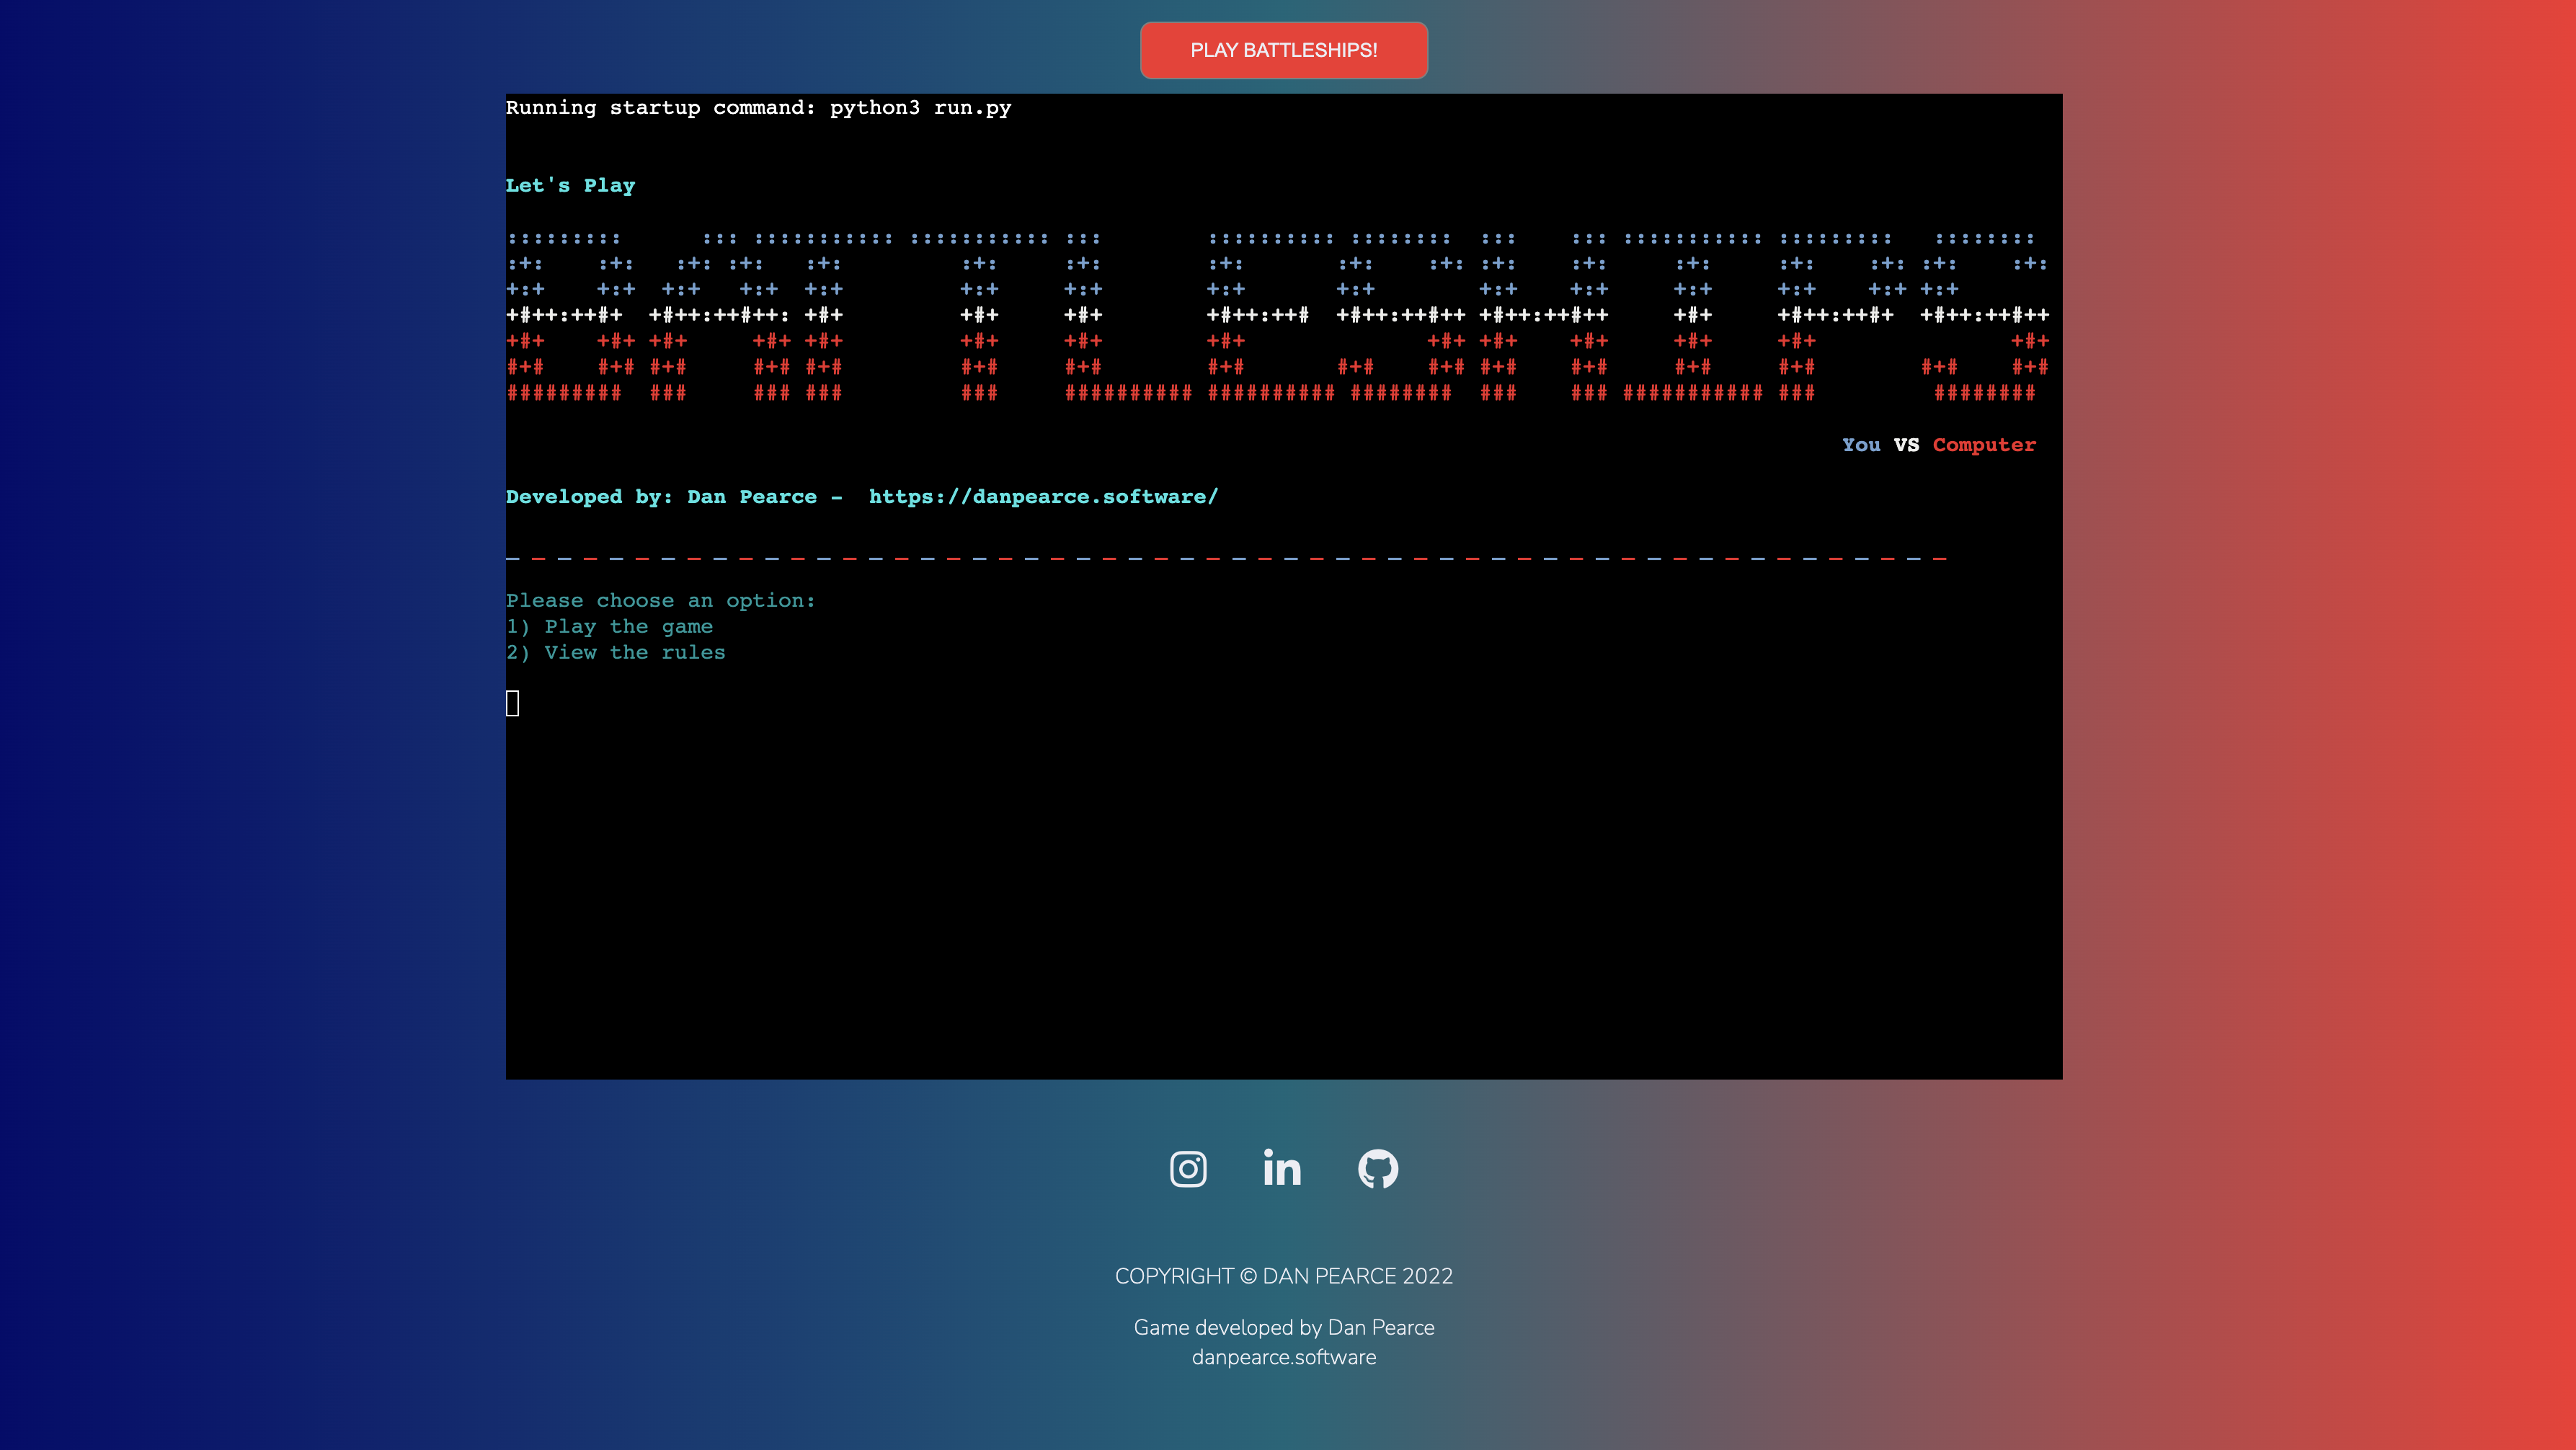 PLAY BATTLESHIPS!
Running startup command: python3 run.py
Let's Play
BATTLESHIPS
You VS Computer
Developed by: Dan Pearce -  https://danpearce.software/
Please choose an option:
1) Play the game
2) View the rules
COPYRIGHT © DAN PEARCE 2022
Game developed by Dan Pearce
danpearce.software